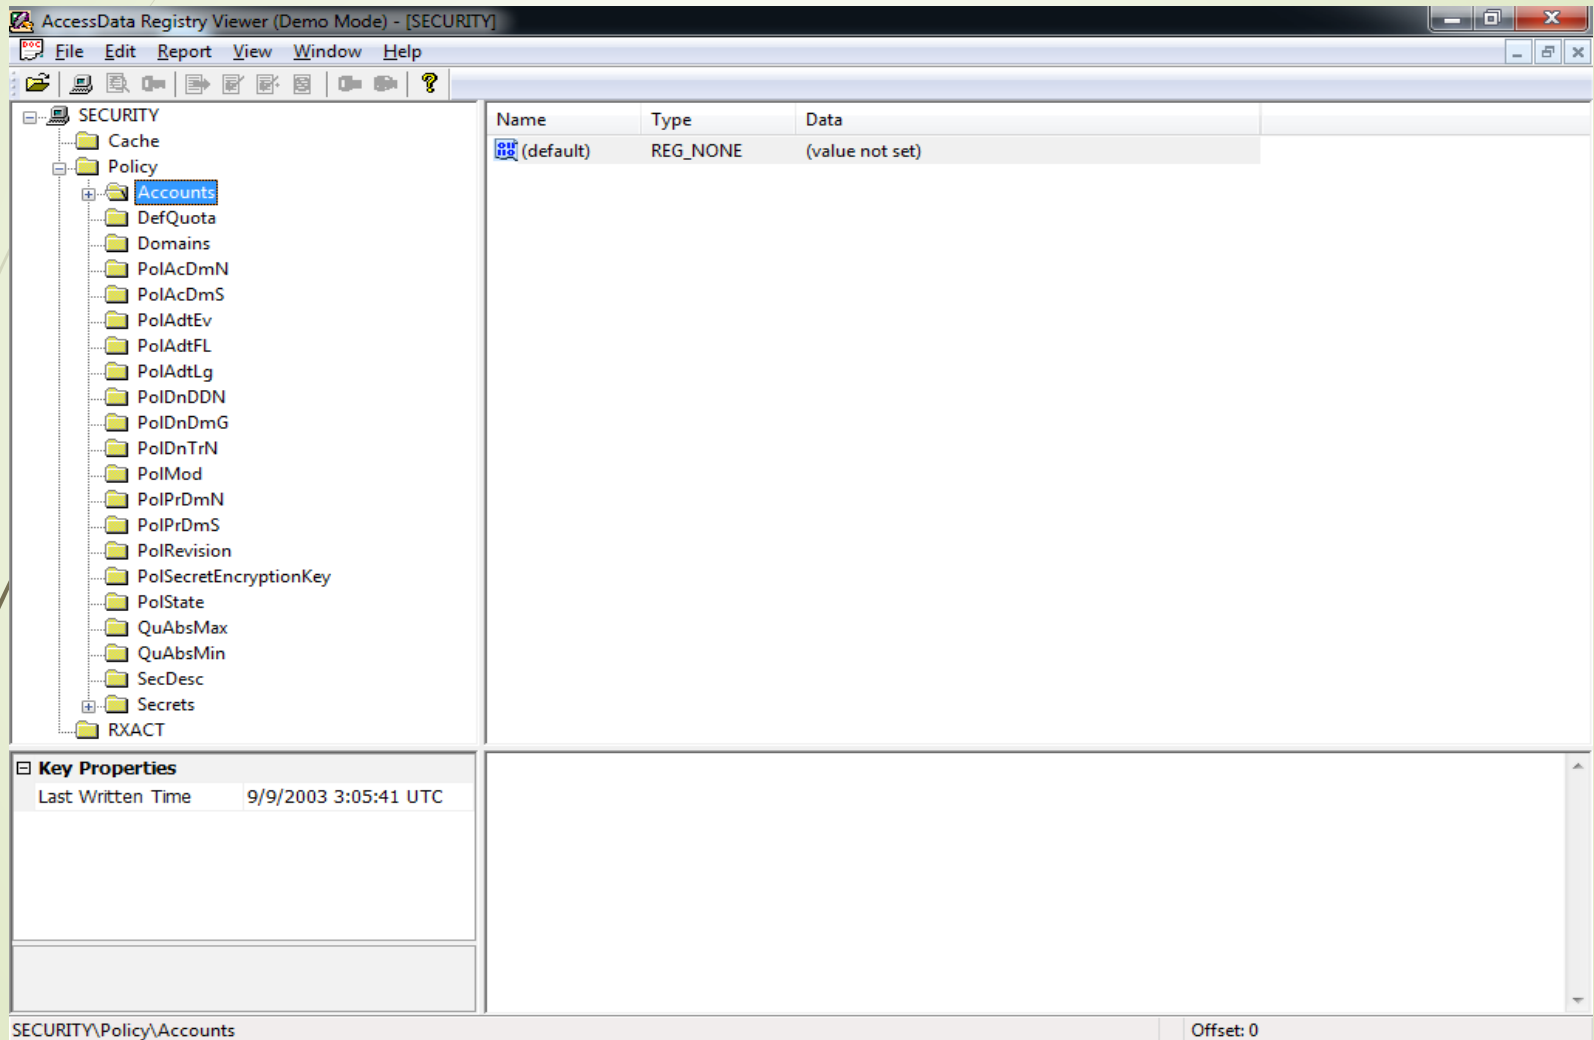 AccessData Registry Viewer (Demo Mode) - [SECURITY]
File Edit Report View Window Help
SECURITY
Cache
Policy
Accounts
DefQuota
Domains
PolAcDmN
PolAcDmS
PolAdtEv
PolAdtFL
PolAdtLg
PolDnDDN
PolDnDmG
PolDnTrN
PolMod
PolPrDmN
PolPrDmS
PolRevision
PolSecretEncryptionKey
PolState
QuAbsMax
QuAbsMin
SecDesc
Secrets
RXACT
Name Type Data
(default) REG_NONE (value not set)
Key Properties
Last Written Time 9/9/2003 3:05:41 UTC
SECURITY\Policy\Accounts
Offset: 0